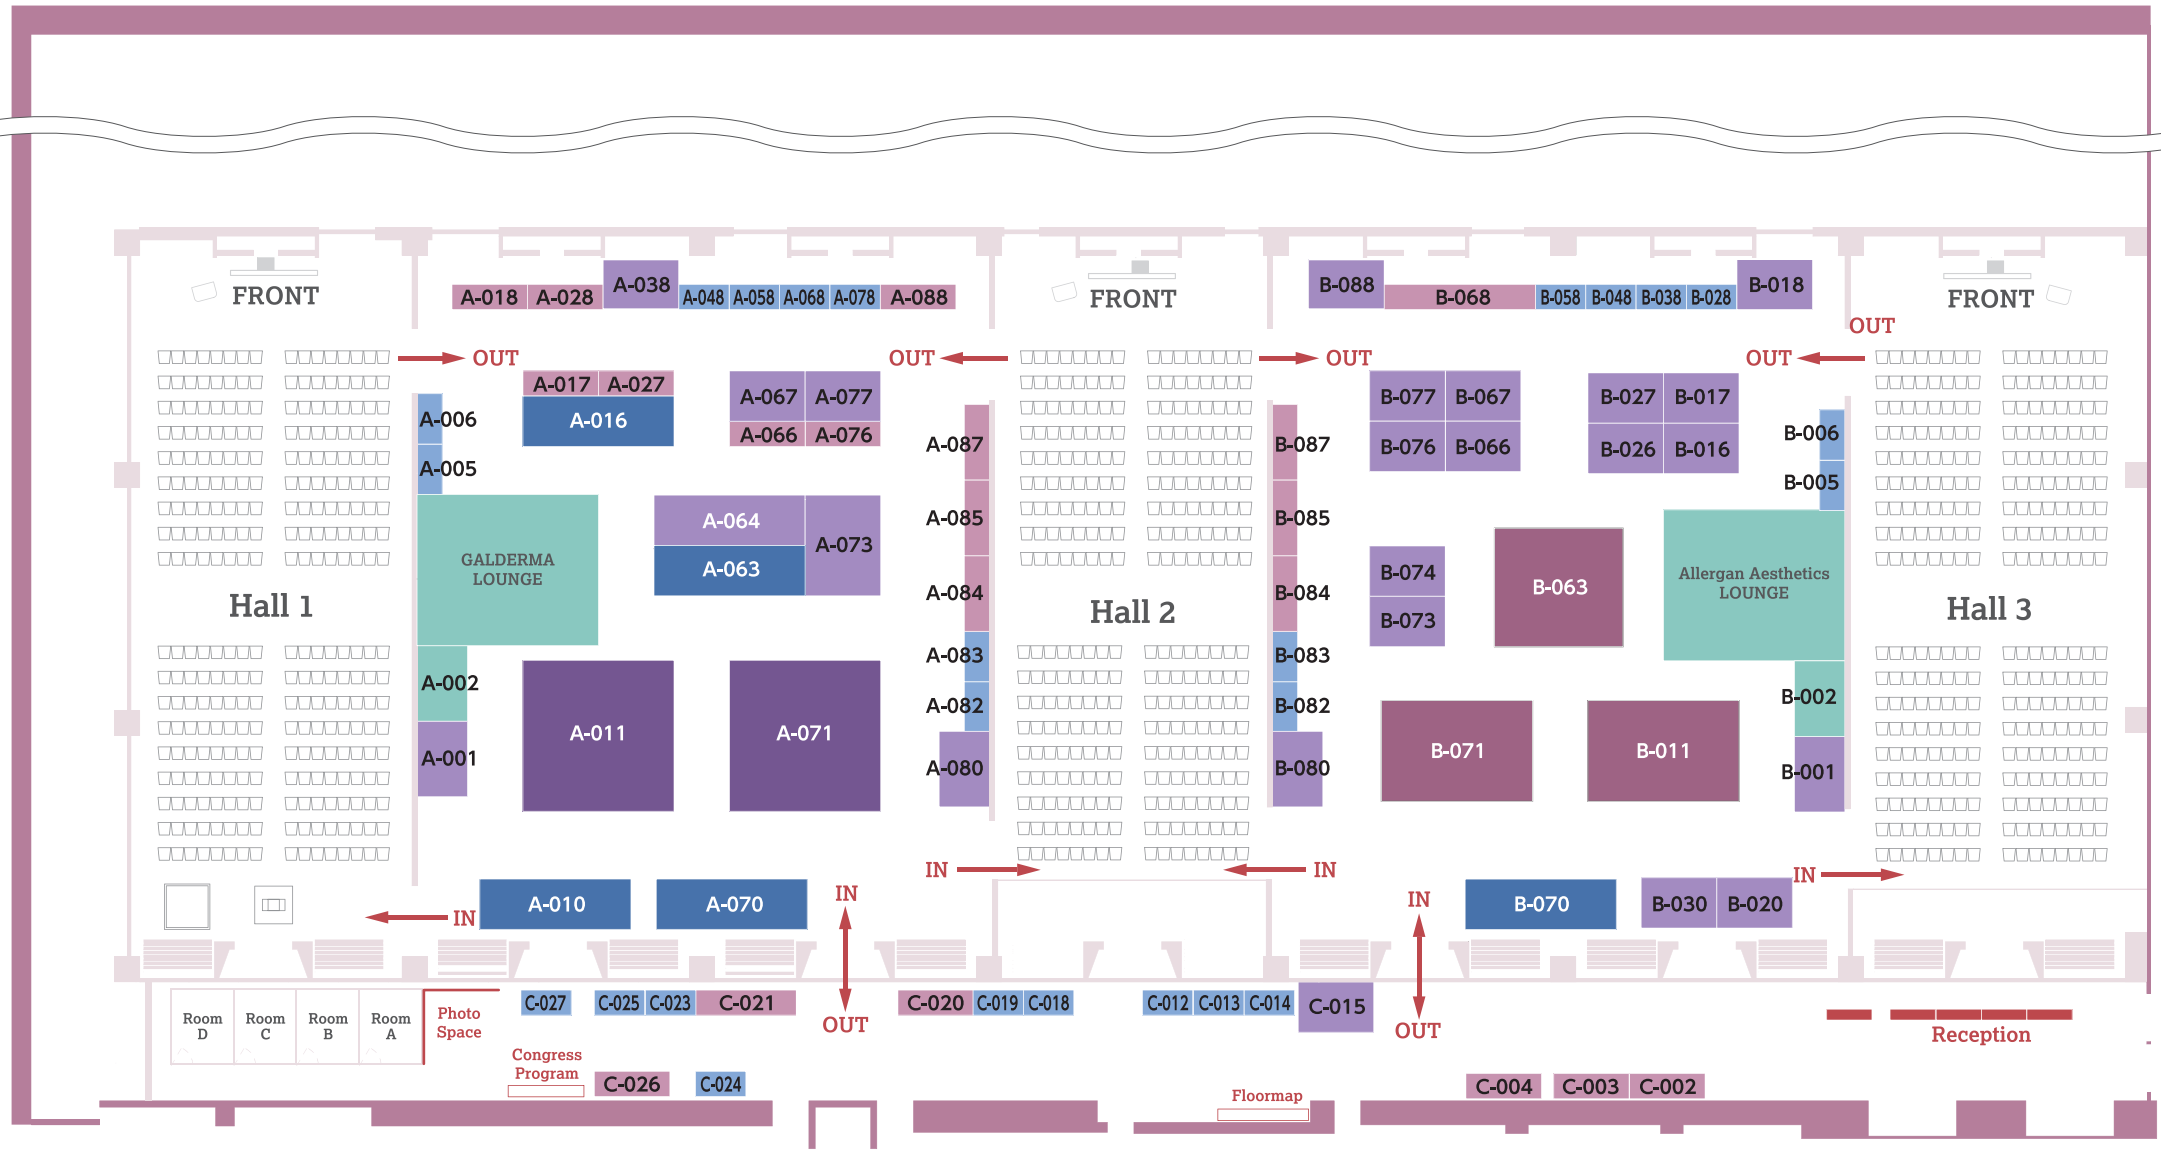 FRONT
FRONT
FRONT
A-018
A-028
A-038
A-048
A-058
A-068
A-078
A-088
B-088
B-068
B-058
B-048
B-038
B-028
B-018
OUT
OUT
OUT
OUT
OUT
A-017
A-027
A-016
A-067
A-077
A-066
A-076
A-006
A-005
A-087
A-085
A-084
A-083
A-082
A-080
B-087
B-085
B-084
B-083
B-082
B-080
B-077
B-067
B-076
B-066
B-027
B-017
B-026
B-016
B-006
B-005
GALDERMA
LOUNGE
A-064
A-063
A-073
B-074
B-073
B-063
Allergan Aesthetics
LOUNGE
Hall 1
Hall 2
Hall 3
A-002
A-001
A-011
A-071
B-071
B-011
B-002
B-001
IN
IN
IN
IN
A-010
A-070
IN
OUT
IN
OUT
B-070
B-030
B-020
IN
C-027
C-025
C-023
C-021
C-020
C-019
C-018
C-012
C-013
C-014
C-015
Room
D
Room
C
Room
B
Room
A
Photo
Space
Reception
Congress
Program
C-026
C-024
Floormap
C-004
C-003
C-002